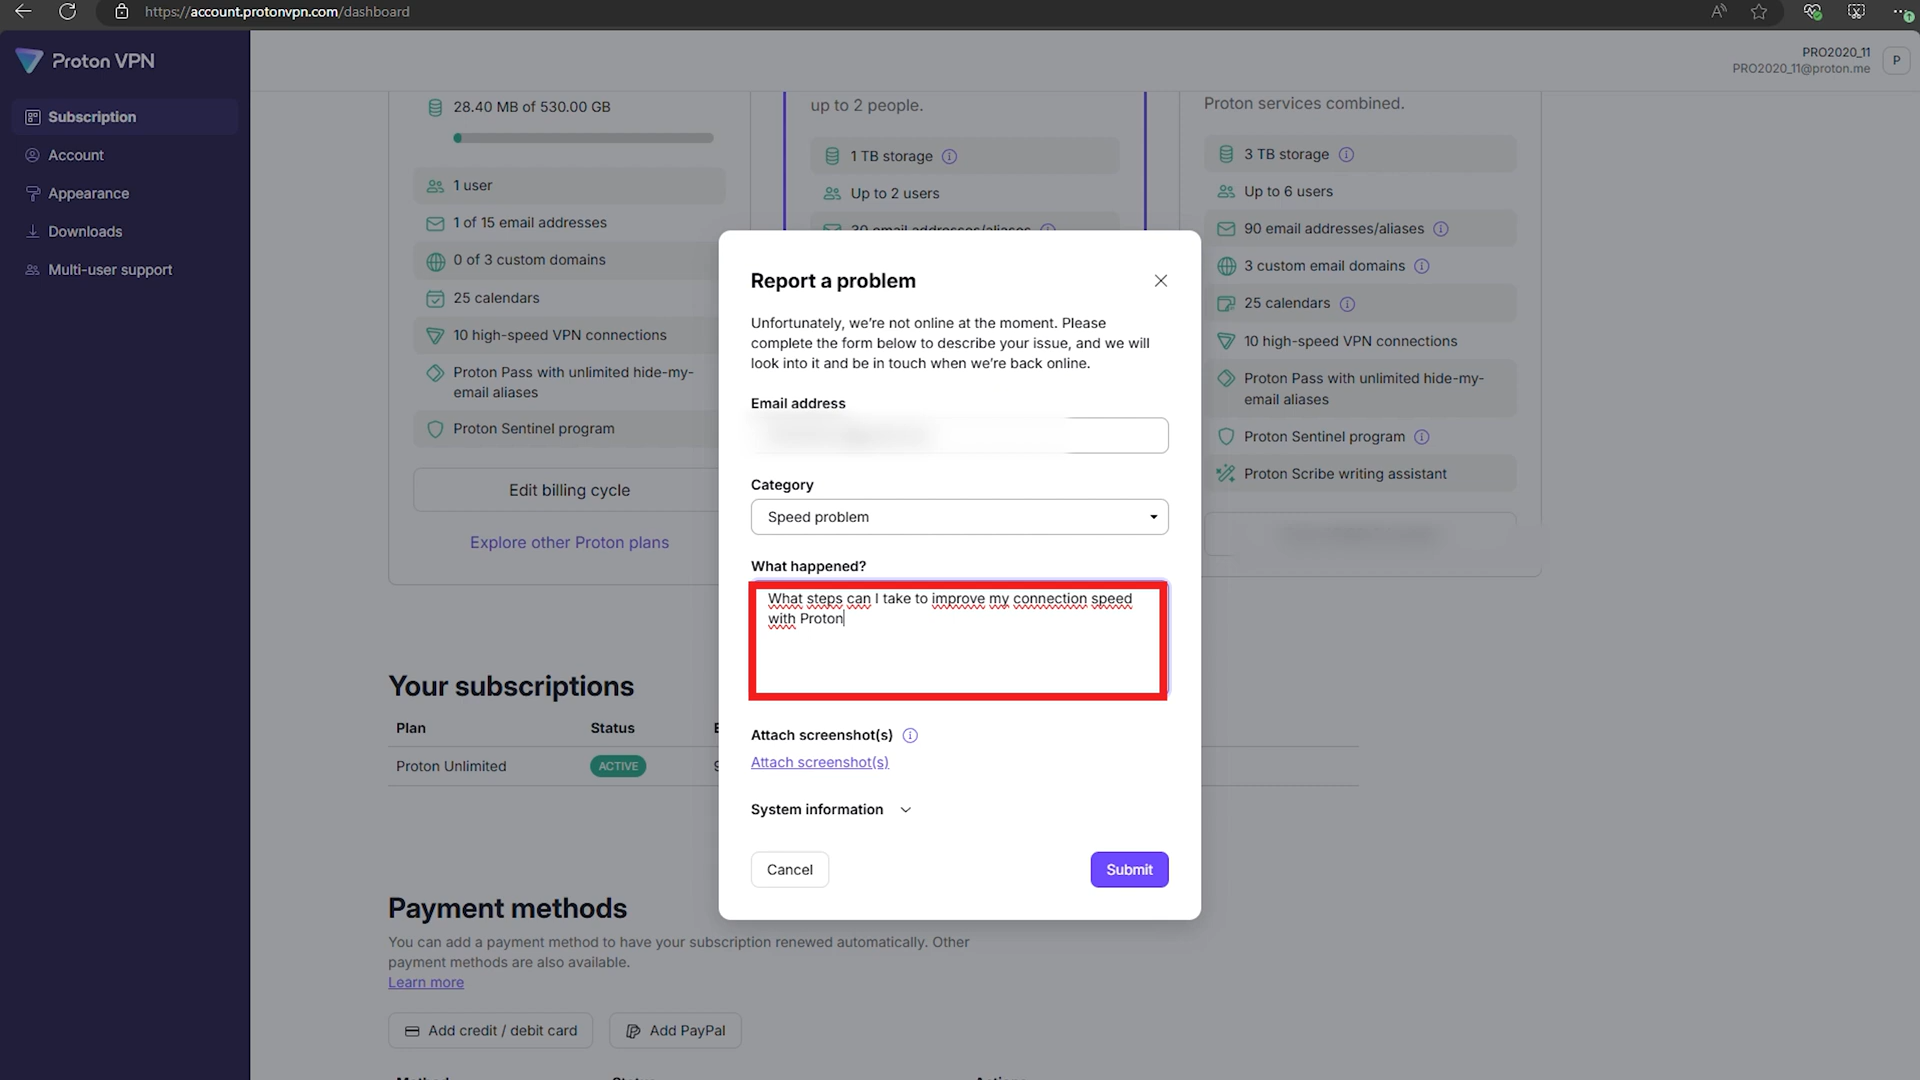 https://account.protonvpn.com/dashboard
Proton VPN
PRO2020_11
PRO2020_11@proton.me
P
Subscription
Account
Appearance
Downloads
Multi-user support
28.40 MB of 530.00 GB
1 user
1 of 15 email addresses
0 of 3 custom domains
25 calendars
10 high-speed VPN connections
Proton Pass with unlimited hide-my-
email aliases
Proton Sentinel program
Edit billing cycle
Explore other Proton plans
up to 2 people.
1 TB storage
Up to 2 users
30 email addresses/aliases
Proton services combined.
3 TB storage
Up to 6 users
90 email addresses/aliases
3 custom email domains
25 calendars
10 high-speed VPN connections
Proton Pass with unlimited hide-my-
email aliases
Proton Sentinel program
Proton Scribe writing assistant
Report a problem
Unfortunately, we're not online at the moment. Please
complete the form below to describe your issue, and we will
look into it and be in touch when we're back online.
Email address
Category
Speed problem
What happened?
What steps can I take to improve my connection speed
with Proton
Attach screenshot(s)
Attach screenshot(s)
System information
Cancel
Submit
Your subscriptions
Plan
Status
Proton Unlimited
ACTIVE
Payment methods
You can add a payment method to have your subscription renewed automatically. Other
payment methods are also available.
Learn more
Add credit / debit card
Add PayPal